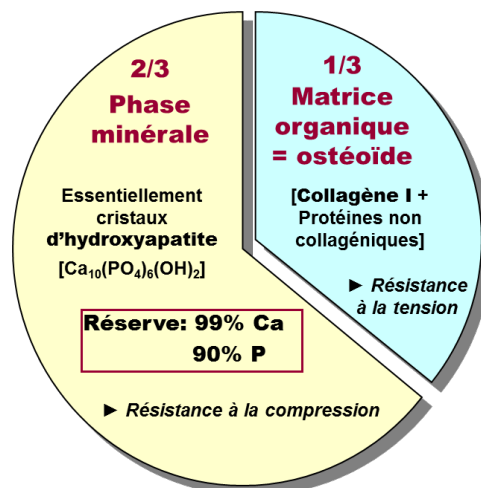 2/3
Phase
minérale
Essentiellement
cristaux
d'hydroxyapatite
[Ca₁₀(PO₄)₆(OH)₂]
Réserve: 99% Ca
90% P
► Résistance à la compression
1/3
Matrice
organique
= ostéoïde
[Collagène I +
Protéines non
collagéniques]
► Résistance
à la tension